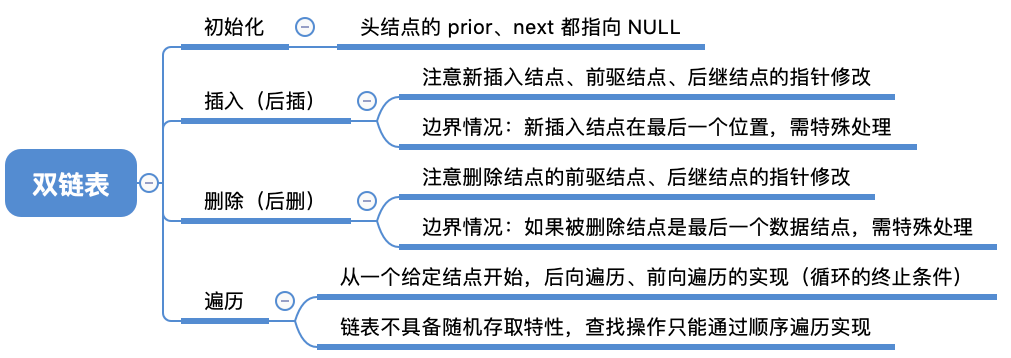 双链表
初始化
头结点的 prior、next 都指向 NULL
插入（后插）
注意新插入结点、前驱结点、后继结点的指针修改
边界情况：新插入结点在最后一个位置，需特殊处理
删除（后删）
注意删除结点的前驱结点、后继结点的指针修改
边界情况：如果被删除结点是最后一个数据结点，需特殊处理
遍历
从一个给定结点开始，后向遍历、前向遍历的实现（循环的终止条件）
链表不具备随机存取特性，查找操作只能通过顺序遍历实现